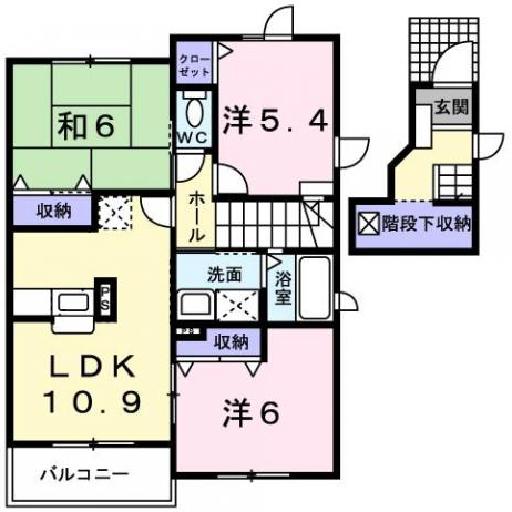 クロー
ゼット
玄関
WC
洋5.4
和6
階段下収納
収納
ホール
洗面
浴室
PS
PS
収納
LDK
10.9
洋6
バルコニー